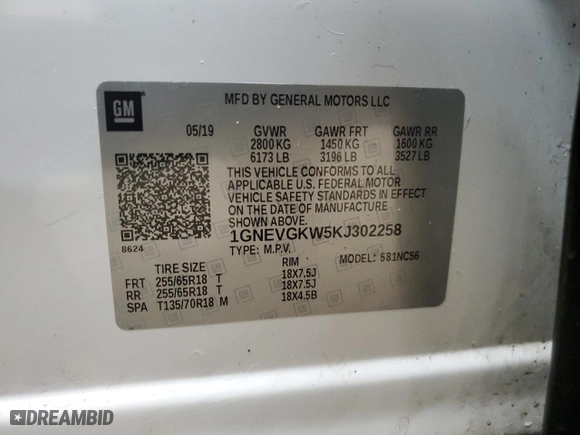 GM
MFD BY GENERAL MOTORS LLC
05/19 GVWR GAWR FRT GAWR RR
2800 KG 1450 KG 1600 KG
6173 LB 3196 LB 3527 LB
THIS VEHICLE CONFORMS TO ALL
APPLICABLE U.S. FEDERAL MOTOR
VEHICLE SAFETY STANDARDS IN EFFECT
ON THE DATE OF MANUFACTURE
SHOWN ABOVE.
1GNEVGKW5KJ302258
8624
TYPE: M.P.V. 681NC56
TIRE SIZE RIM
FRT 255/65R18 T 18X7.5J
RR 255/65R18 T 18X7.5J
SPA T135/70R18 M 18X4.5B
DREAMBID